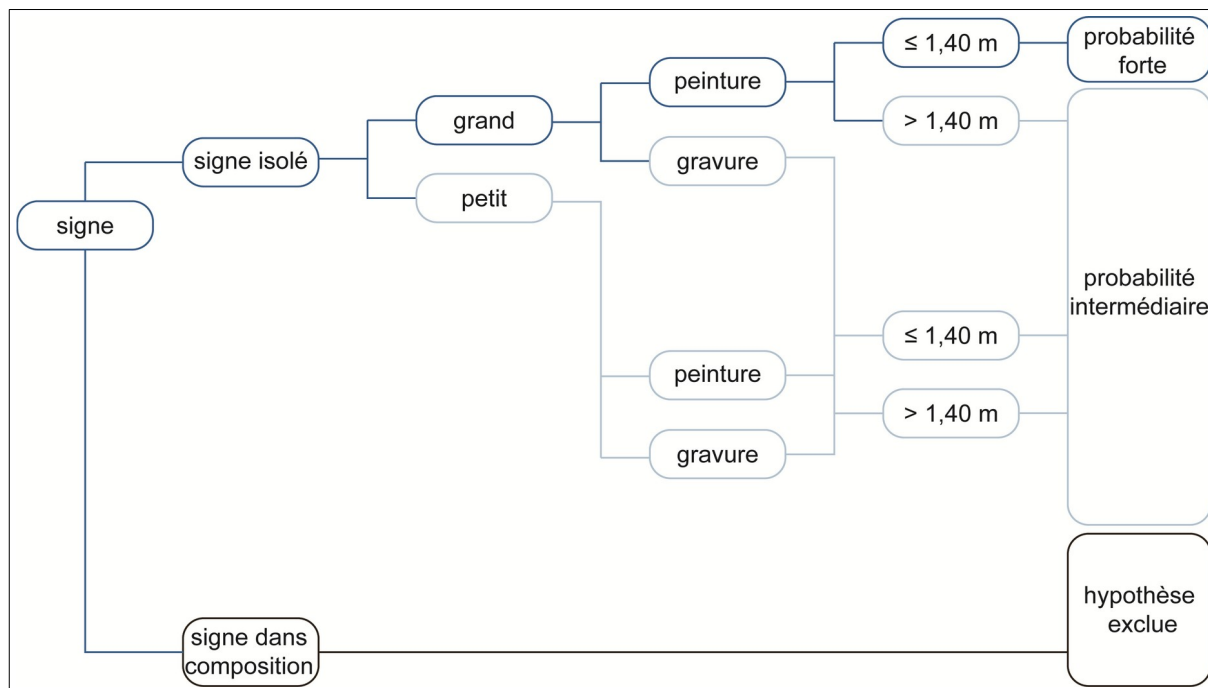 ≤ 1,40 m
probabilité
forte
peinture
> 1,40 m
grand
signe isolé
gravure
petit
signe
probabilité
intermédiaire
≤ 1,40 m
peinture
> 1,40 m
gravure
hypothèse
exclue
signe dans
composition